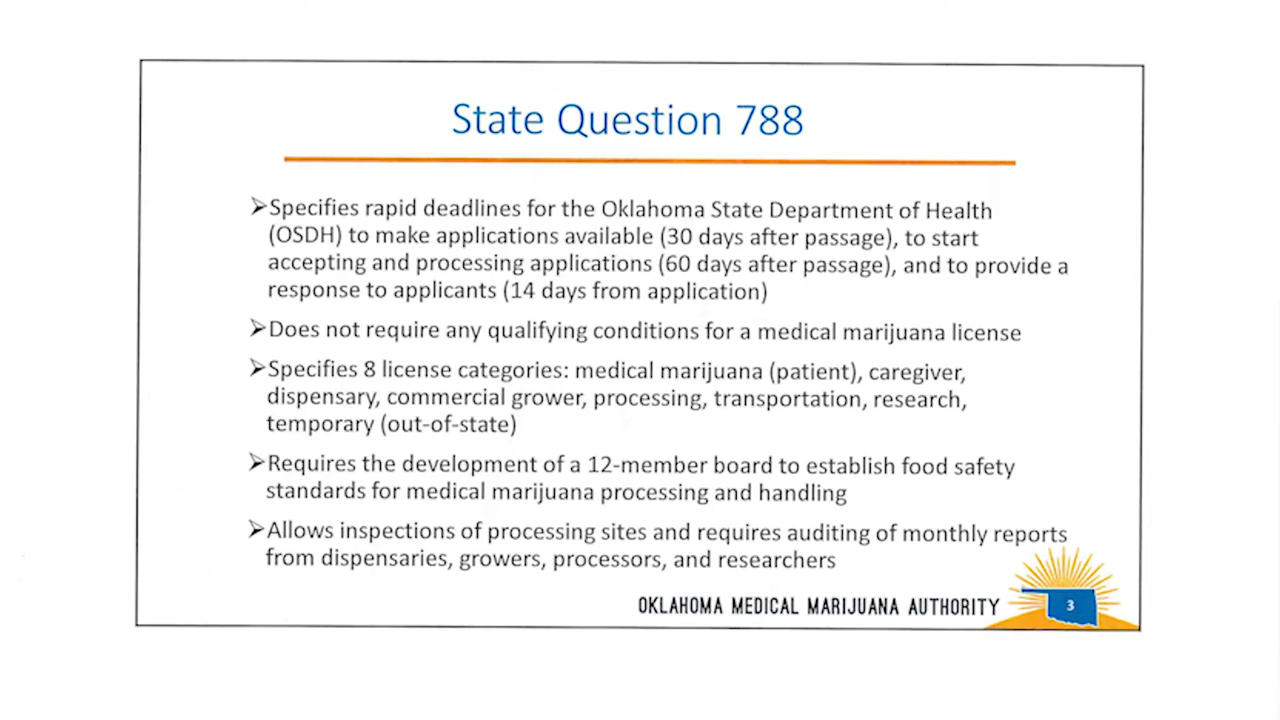 State Question 788
➢Specifies rapid deadlines for the Oklahoma State Department of Health
(OSDH) to make applications available (30 days after passage), to start
accepting and processing applications (60 days after passage), and to provide a
response to applicants (14 days from application)
➢Does not require any qualifying conditions for a medical marijuana license
➢Specifies 8 license categories: medical marijuana (patient), caregiver,
dispensary, commercial grower, processing, transportation, research,
temporary (out-of-state)
➢Requires the development of a 12-member board to establish food safety
standards for medical marijuana processing and handling
➢Allows inspections of processing sites and requires auditing of monthly reports
from dispensaries, growers, processors, and researchers
OKLAHOMA MEDICAL MARIJUANA AUTHORITY
3